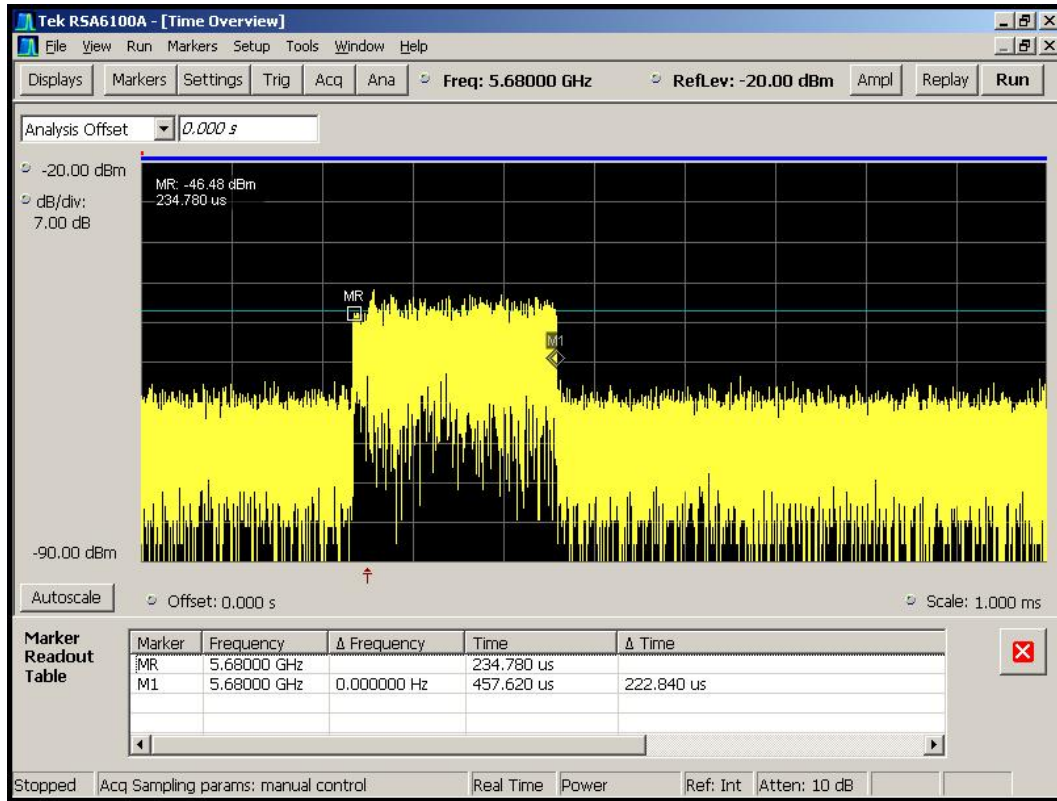 Tek RSA6100A - [Time Overview]
File View Run Markers Setup Tools Window Help
Displays Markers Settings Trig Acq Ana Freq: 5.68000 GHz RefLev: -20.00 dBm Ampl Replay Run
Analysis Offset 0.000 s
-20.00 dBm
dB/div:
7.00 dB
MR: -46.48 dBm
234.780 us
MR
M1
-90.00 dBm
Autoscale Offset: 0.000 s Scale: 1.000 ms
Marker
Readout
Table
Marker Frequency Δ Frequency Time Δ Time
MR 5.68000 GHz 234.780 us
M1 5.68000 GHz 0.000000 Hz 457.620 us 222.840 us
Stopped Acq Sampling params: manual control Real Time Power Ref: Int Atten: 10 dB